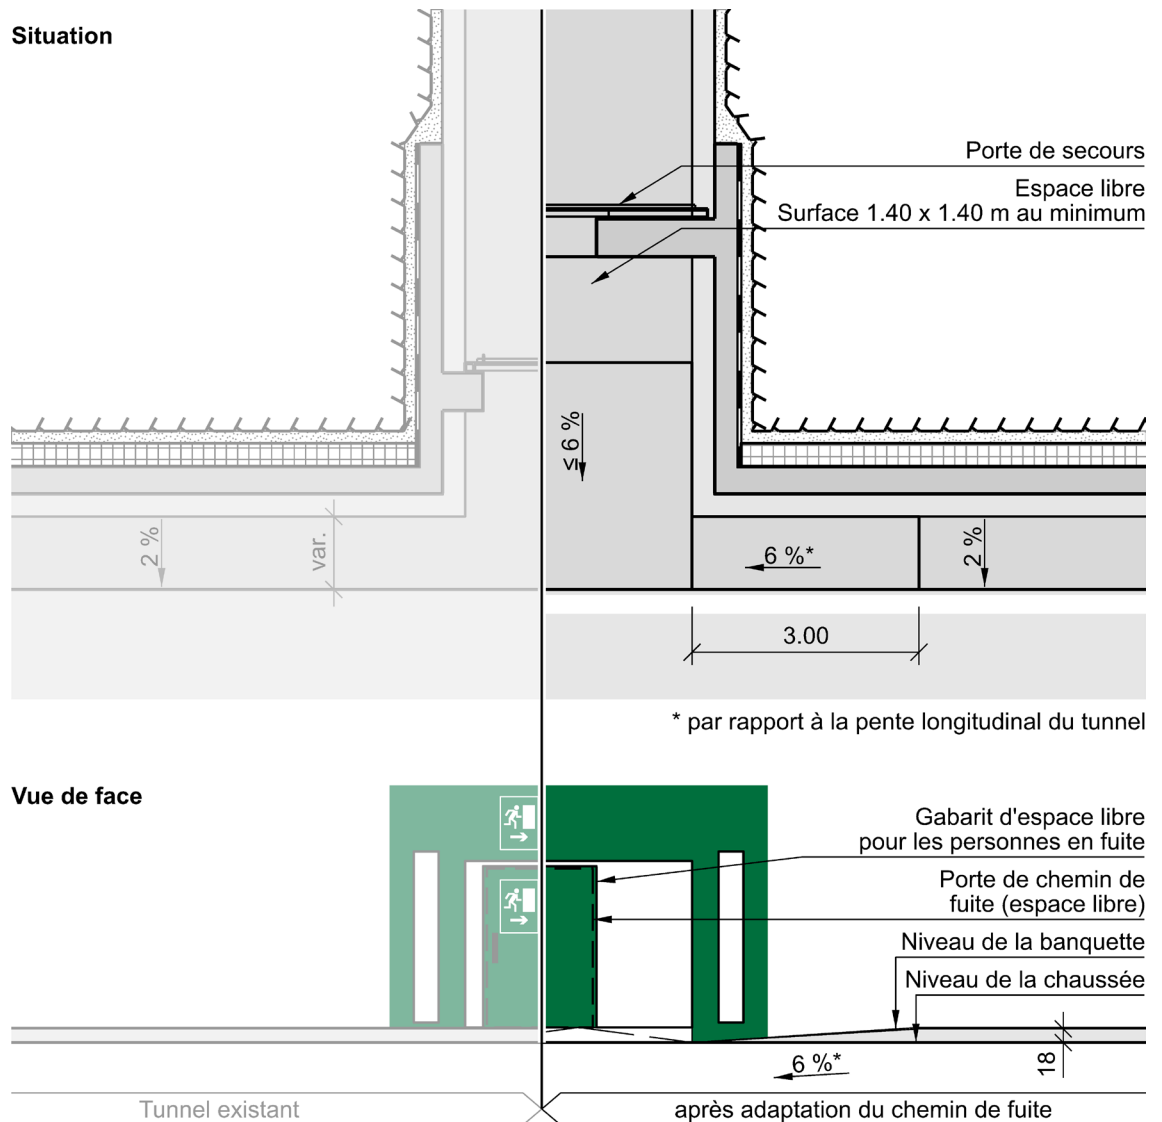 Situation
Porte de secours
Espace libre
Surface 1.40 x 1.40 m au minimum
≤ 6 %
2 %
var.
6 %*
2 %
3.00
* par rapport à la pente longitudinal du tunnel
Vue de face
Gabarit d'espace libre
pour les personnes en fuite
Porte de chemin de
fuite (espace libre)
Niveau de la banquette
Niveau de la chaussée
6 %*
18
Tunnel existant
après adaptation du chemin de fuite